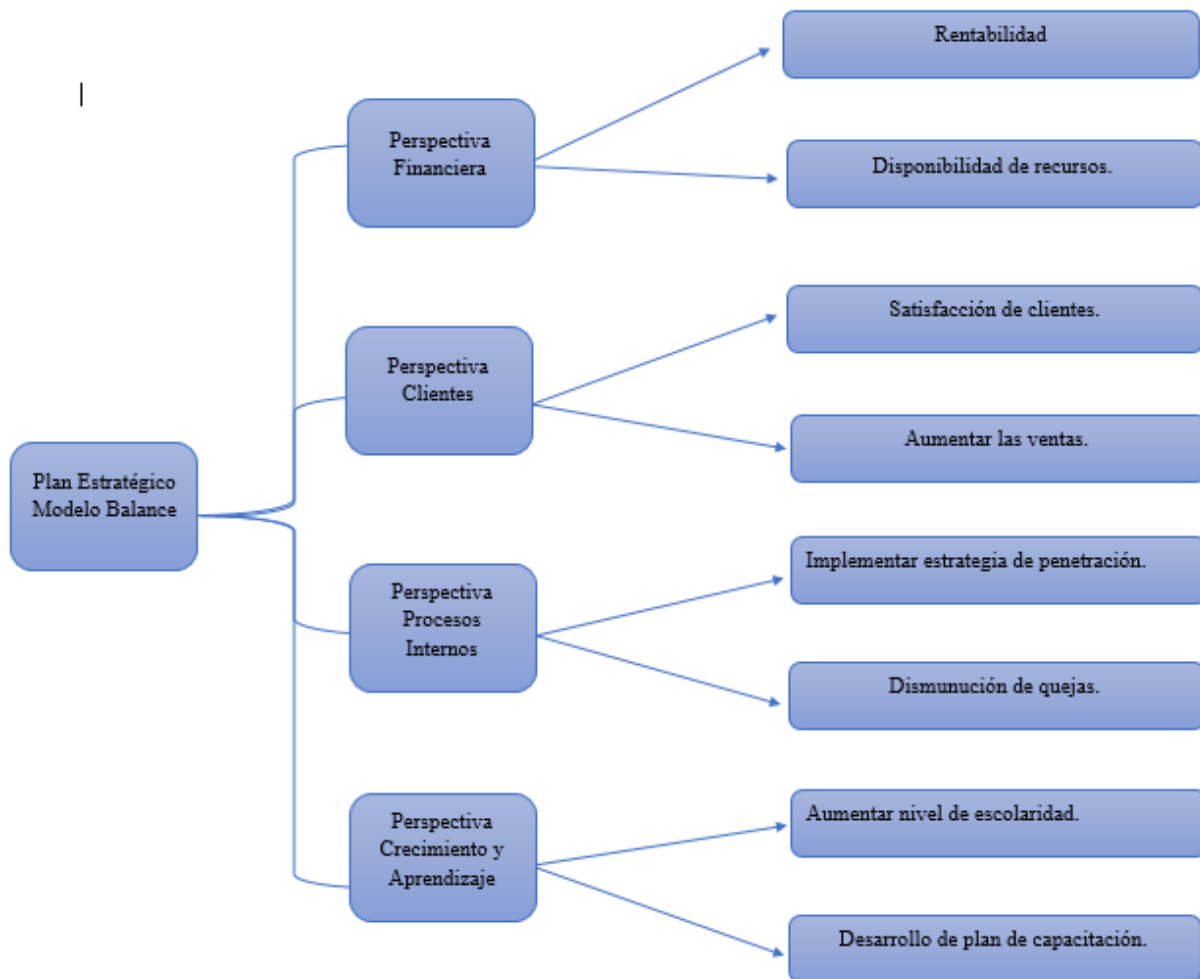 Plan Estratégico
Modelo Balance
Perspectiva
Financiera
Rentabilidad
Disponibilidad de recursos.
Perspectiva
Clientes
Satisfacción de clientes.
Aumentar las ventas.
Perspectiva
Procesos
Internos
Implementar estrategia de penetración.
Dismunución de quejas.
Perspectiva
Crecimiento y
Aprendizaje
Aumentar nivel de escolaridad.
Desarrollo de plan de capacitación.